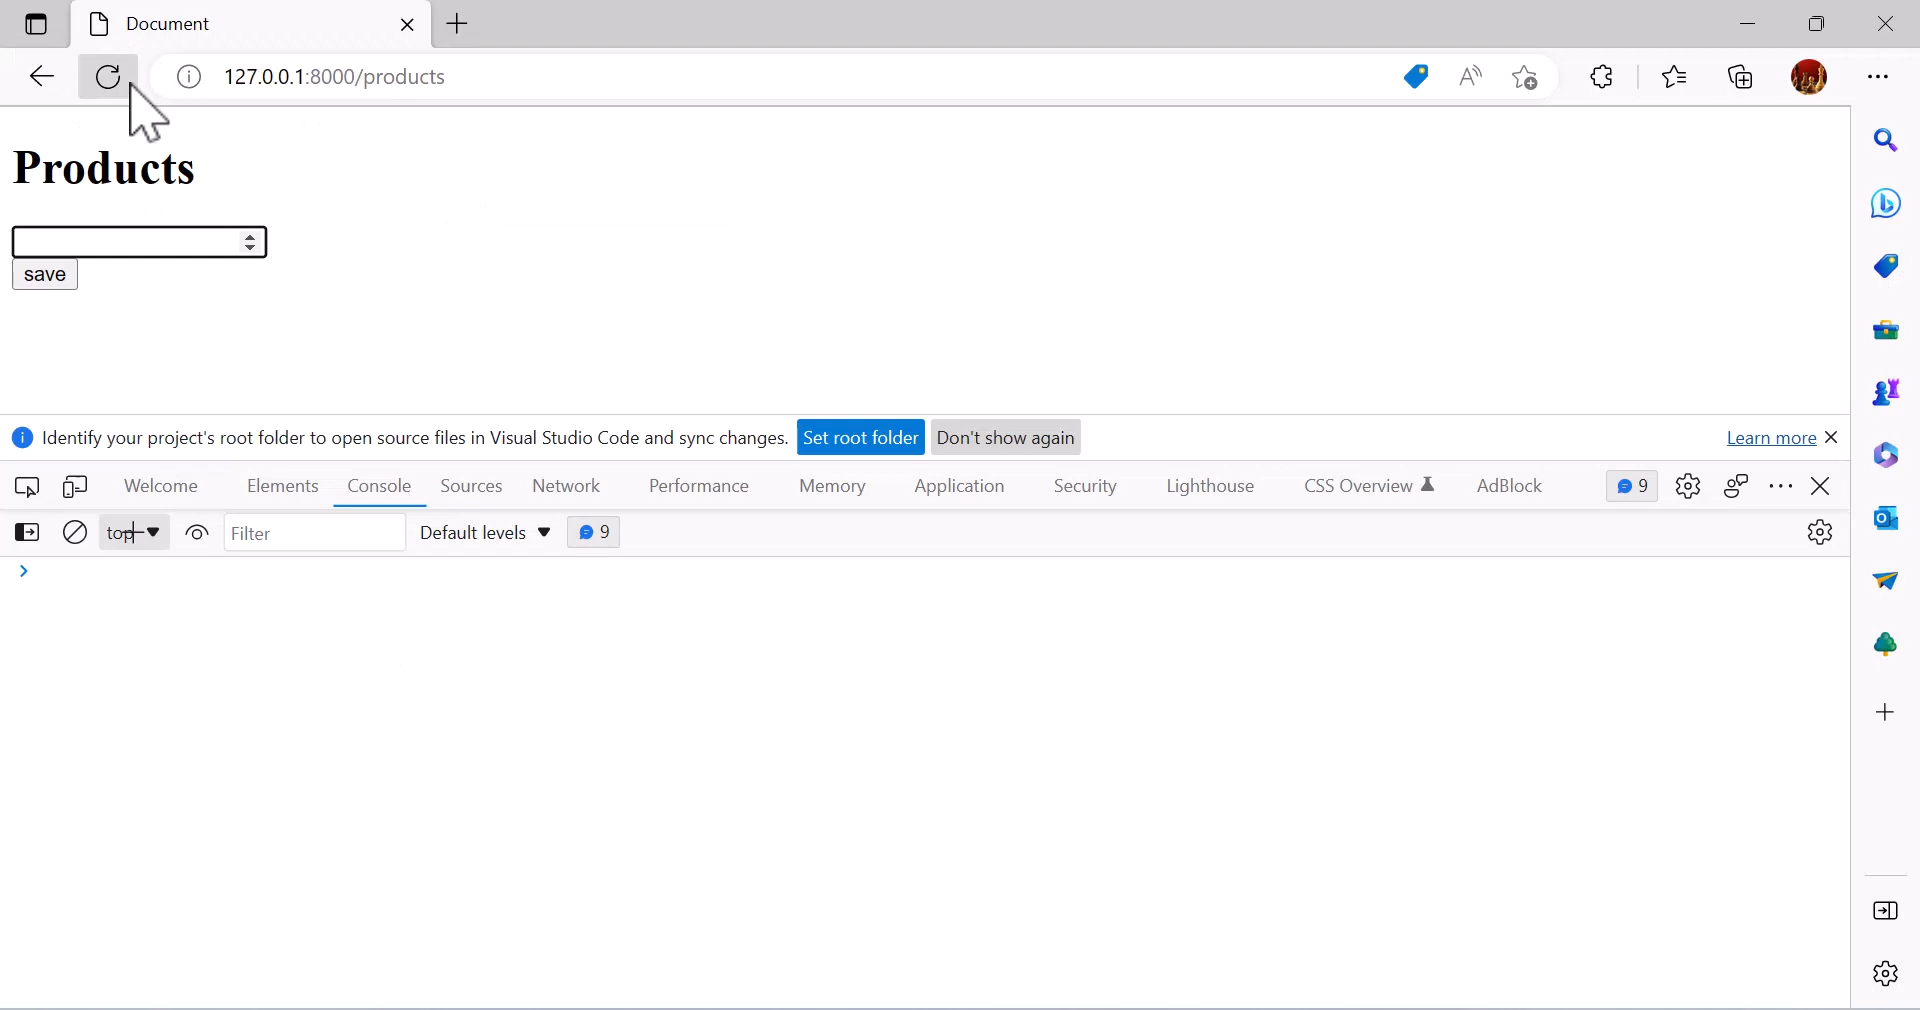 Document
127.0.0.1:8000/products
Products
save
Identify your project's root folder to open source files in Visual Studio Code and sync changes. Set root folder Don't show again Learn more
Welcome Elements Console Sources Network Performance Memory Application Security Lighthouse CSS Overview AdBlock 9
top Filter Default levels 9